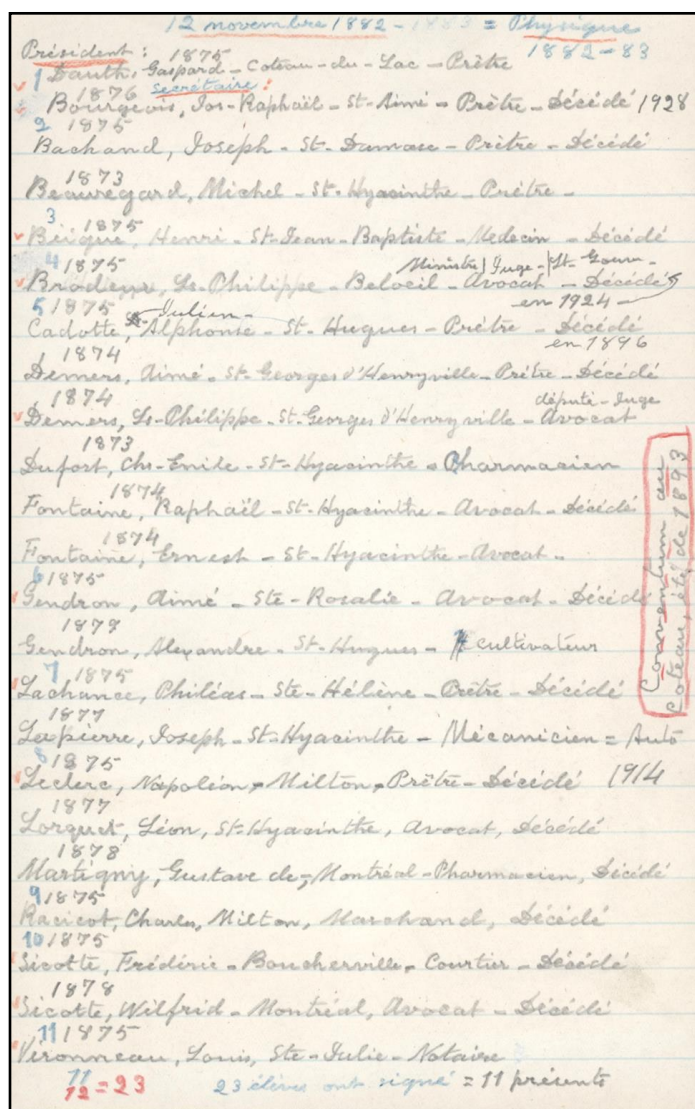 12 novembre 1882 - 1883 = Physique
Président : 1875 1882 = 83
1 Dauth. Gaspard - Coteau-du-Lac - Prêtre
1876 secrétaire :
Bourgeois, Jos-Raphaël - St-Aimé - Prêtre - Décédé 1928
2 1875
Bachand, Joseph - St-Damase - Prêtre - Décédé
1873
Beauregard, Michel - St-Hyacinthe - Prêtre -
3 1875
Béique, Henri - St-Jean-Baptiste - Médecin - Décédé
4 1875 Ministre | Juge - | Lt-Gouvn -
Brodeur, Ls-Philippe - Beloeil - Avocat - Décédé
5 1875 Julien - en 1924 -
Cadotte, Alphonse - St-Hugues - Prêtre - Décédé
1874 en 1896
Demers, Aimé - St-Georges d'Henryville - Prêtre - Décédé
1874 député - Juge
Demers, Ls-Philippe - St-Georges d'Henryville - Avocat
1873
Dufort, Chs-Emile - St-Hyacinthe - Pharmacien
1874
Fontaine, Raphaël - St-Hyacinthe - Avocat - Décédé
1874
Fontaine, Ernest - St-Hyacinthe - Avocat -
6 1875
Gendron, Aimé - Ste-Rosalie - Avocat - Décédé
1879
Gendron, Alexandre - St-Hugues - cultivateur
7 1875
Lachance, Philéas - Ste-Hélène - Prêtre - Décédé
1877
Lapierre, Joseph - St-Hyacinthe - Mécanicien = Auto
8 1875
Leclerc, Napoléon, Milton, Prêtre - Décédé 1914
1877
Lorquet, Léon, St-Hyacinthe, Avocat, Décédé
1878
Martigny, Gustave de, Montréal - Pharmacien, Décédé
9 1875
Racicot, Charles, Milton, Marchand, Décédé
10 1875
Sicotte, Frédéric - Boucherville - Courtier - Décédé
1878
Sicotte, Wilfrid - Montréal, Avocat - Décédé
11 1875
Vironneau, Louis, Ste-Julie - Notaire
11
12 = 23 23 élèves ont signé = 11 présents
Conventum au
Coteau, été de 1893